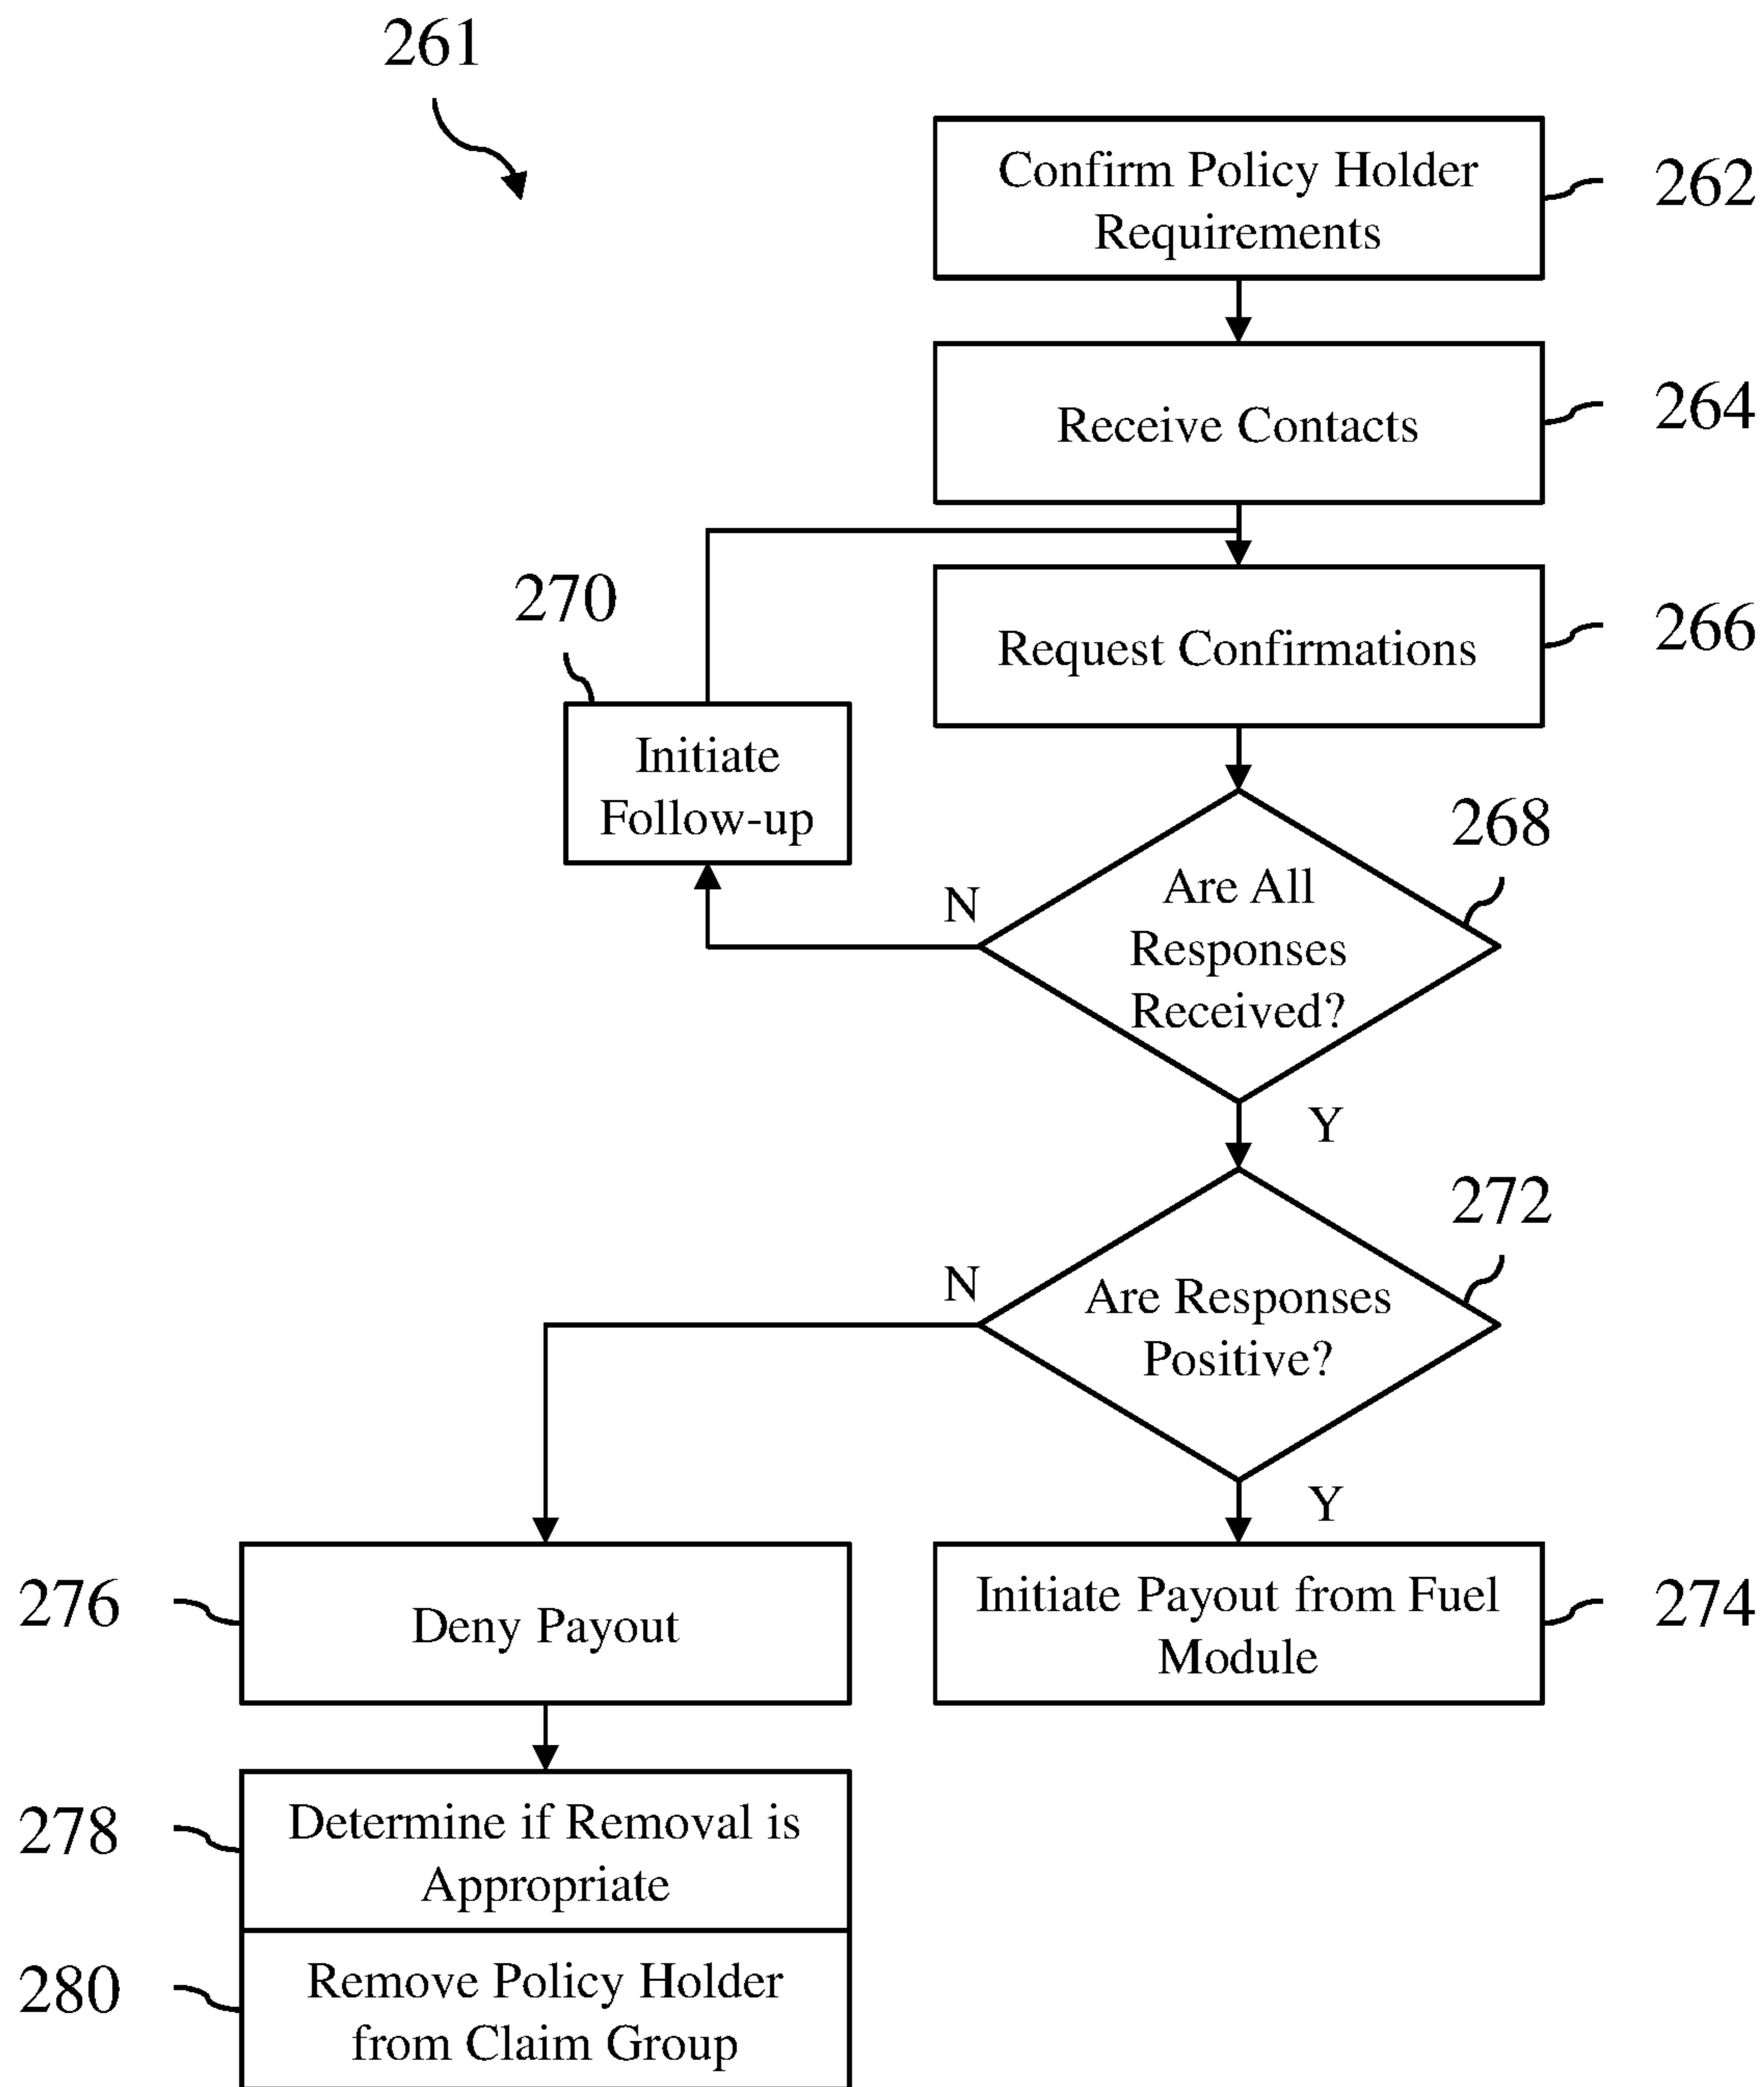 261
Confirm Policy Holder
Requirements
262
Receive Contacts
264
Request Confirmations
266
270
Initiate
Follow-up
268
Are All
Responses
Received?
N
Y
272
Are Responses
Positive?
N
Y
276
Deny Payout
Initiate Payout from Fuel
Module
274
278
Determine if Removal is
Appropriate
280
Remove Policy Holder
from Claim Group